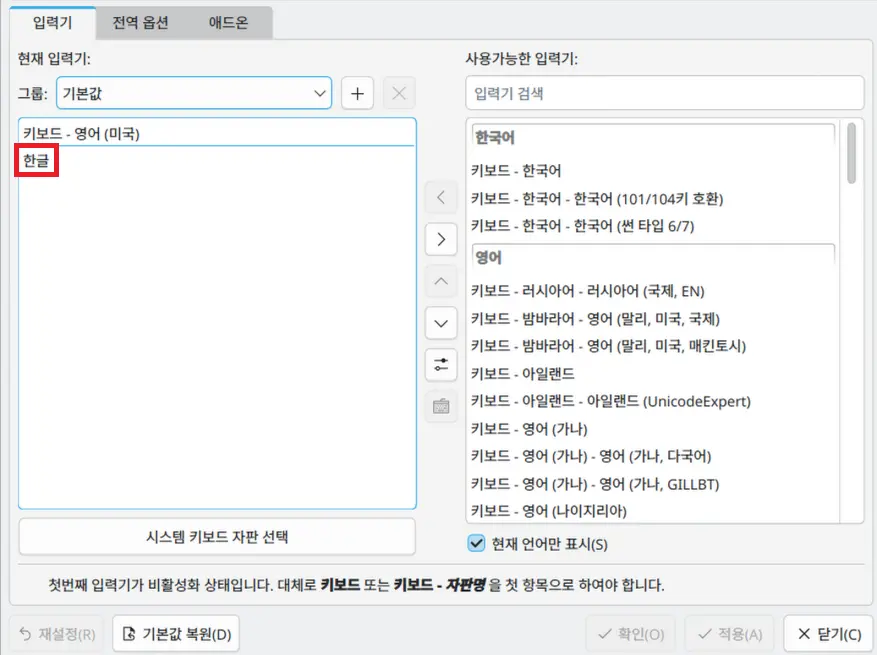 입력기 전역 옵션 애드온
현재 입력기:
그룹: 기본값
키보드 - 영어 (미국)
한글
시스템 키보드 자판 선택
사용가능한 입력기:
입력기 검색
한국어
키보드 - 한국어
키보드 - 한국어 - 한국어 (101/104키 호환)
키보드 - 한국어 - 한국어 (썬 타입 6/7)
영어
키보드 - 러시아어 - 러시아어 (국제, EN)
키보드 - 밤바라어 - 영어 (말리, 미국, 국제)
키보드 - 밤바라어 - 영어 (말리, 미국, 매킨토시)
키보드 - 아일랜드
키보드 - 아일랜드 - 아일랜드 (UnicodeExpert)
키보드 - 영어 (가나)
키보드 - 영어 (가나) - 영어 (가나, 다국어)
키보드 - 영어 (가나) - 영어 (가나, GILLBT)
키보드 - 영어 (나이지리아)
현재 언어만 표시(S)
첫번째 입력기가 비활성화 상태입니다. 대체로 키보드 또는 키보드 - 자판명 을 첫 항목으로 하여야 합니다.
재설정(R) 기본값 복원(D) 확인(O) 적용(A) 닫기(C)